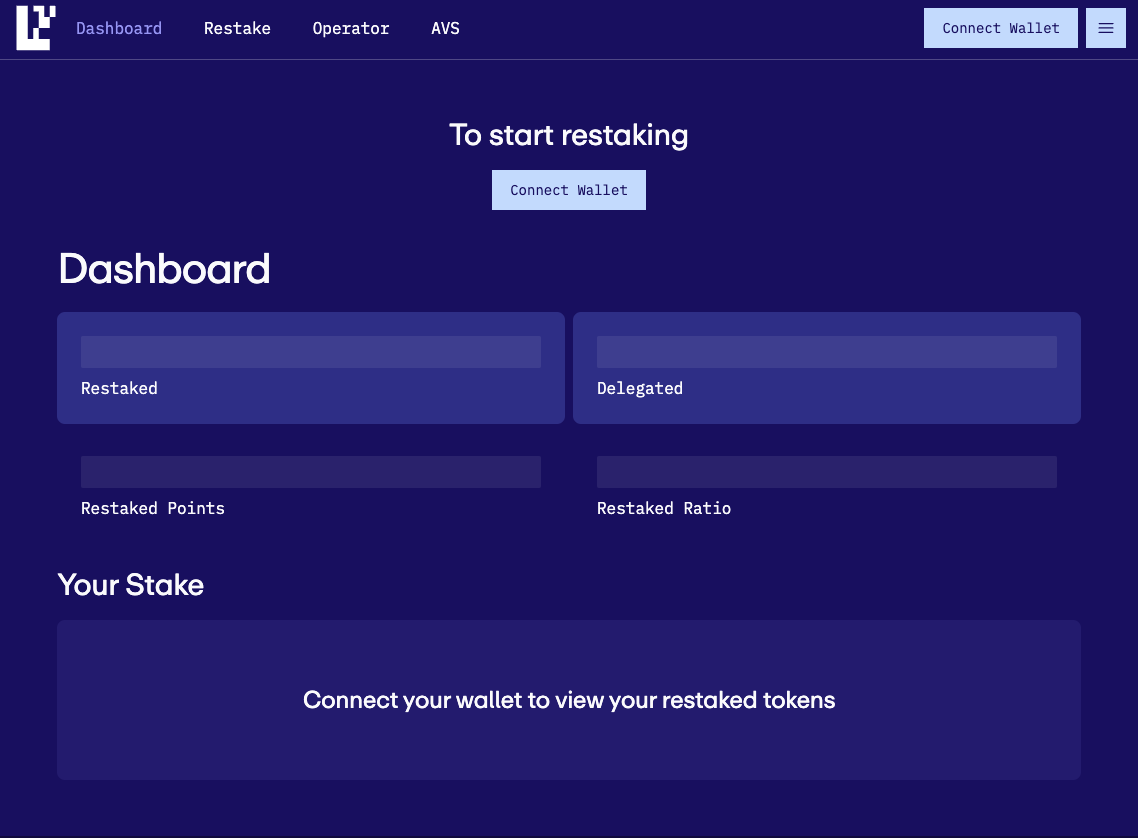 Dashboard Restake Operator AVS Connect Wallet
To start restaking
Connect Wallet
Dashboard
Restaked Delegated
Restaked Points Restaked Ratio
Your Stake
Connect your wallet to view your restaked tokens